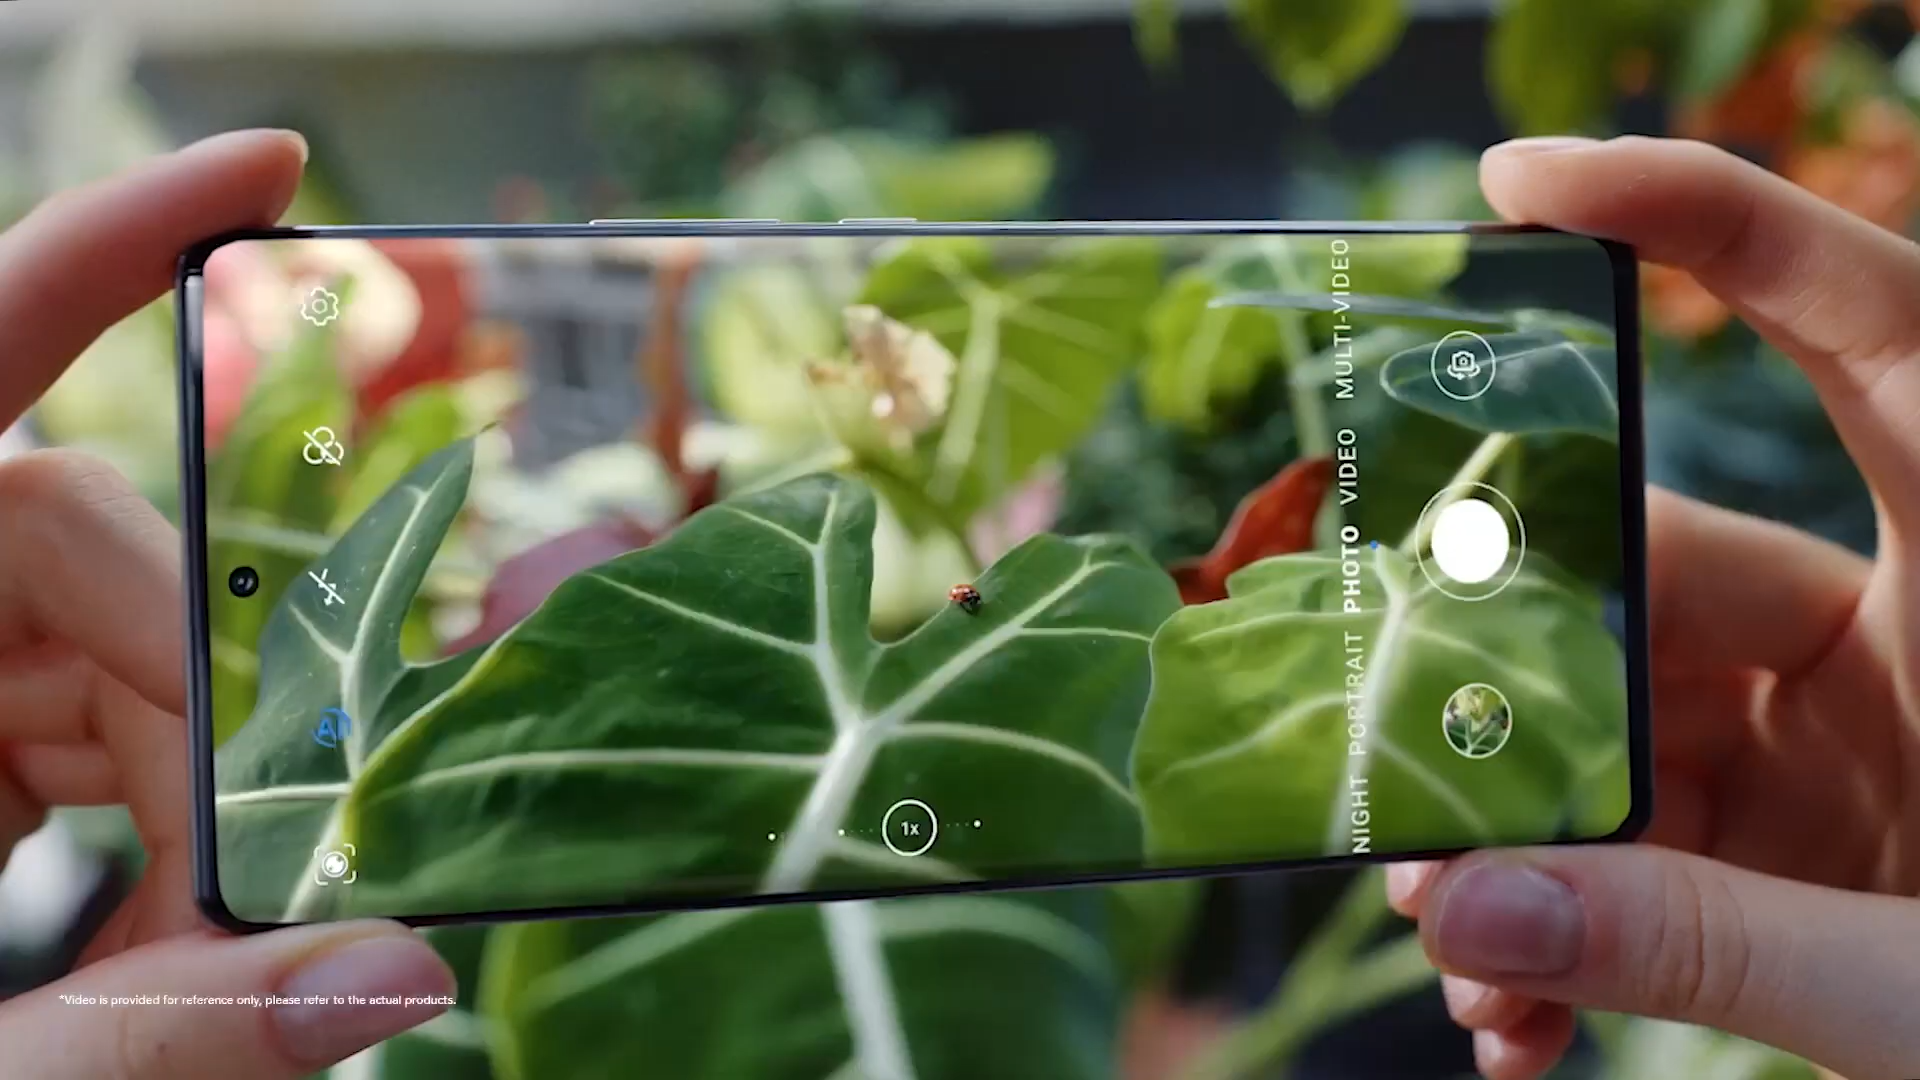 MULTI-VIDEO
VIDEO
PHOTO
PORTRAIT
NIGHT
AI
1x
*Video is provided for reference only, please refer to the actual products.